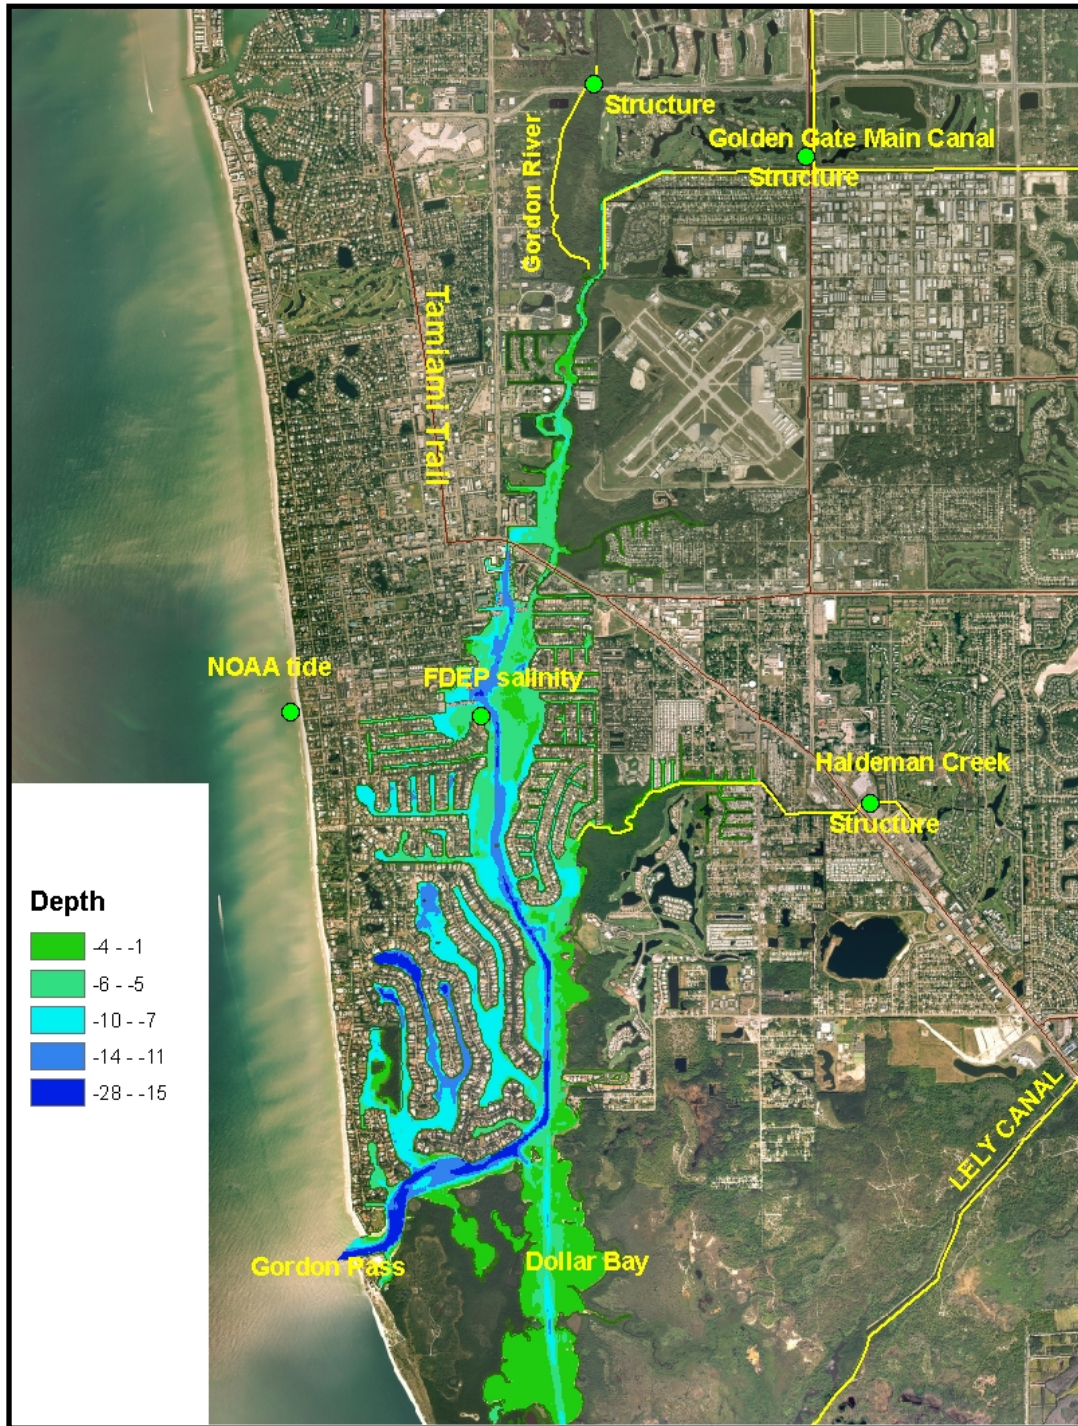 Structure
Golden Gate Main Canal
Structure
Gordon River
Tamiami Trail
NOAA tide
FDEP salinity
Haldeman Creek
Structure
Depth
-4 - -1
-6 - -5
-10 - -7
-14 - -11
-28 - -15
LELY CANAL
Gordon Pass
Dollar Bay